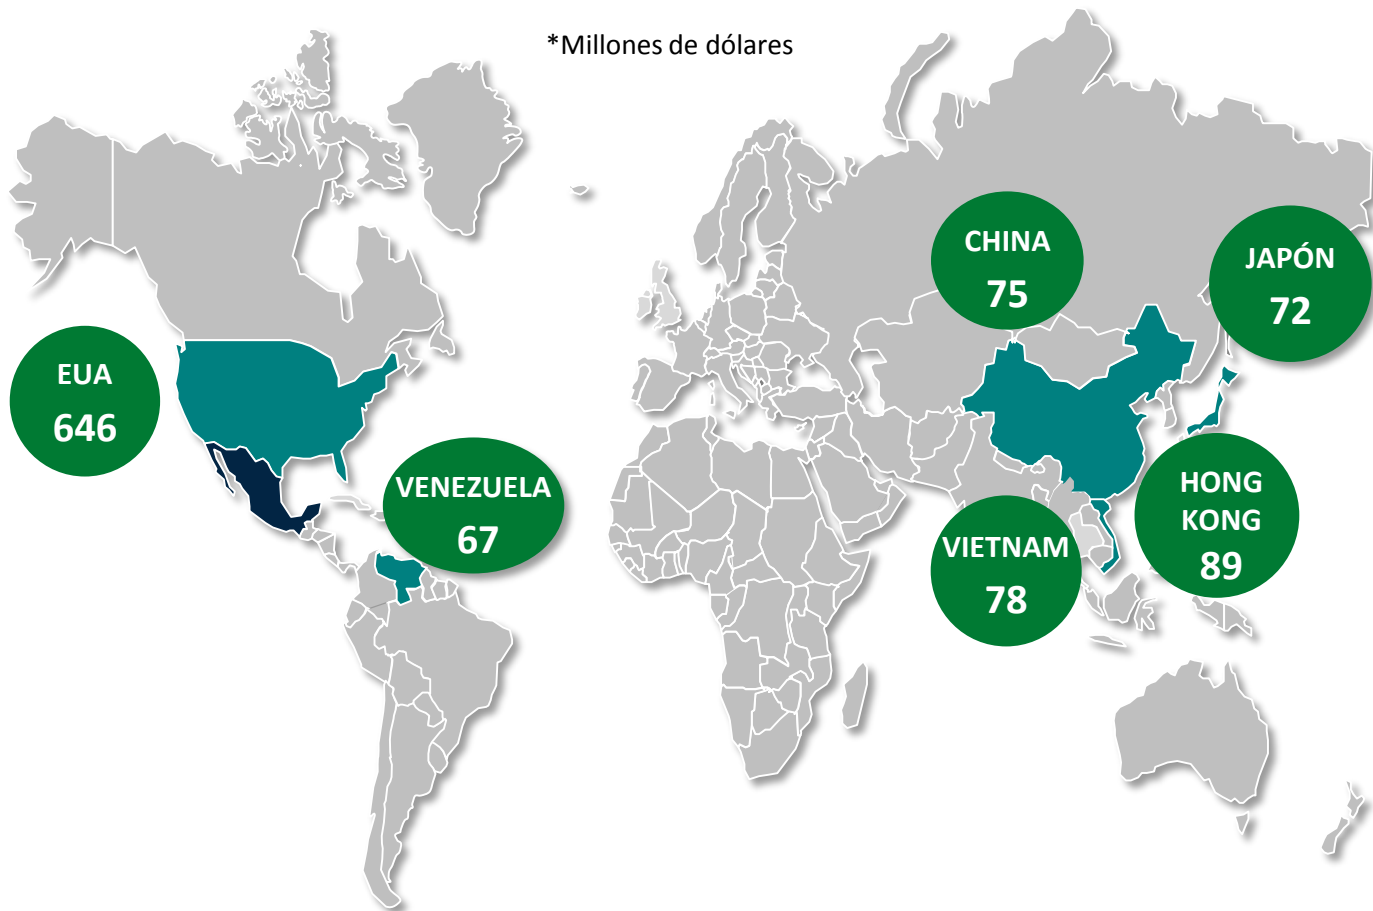 *Millones de dólares
CHINA
75
JAPÓN
72
EUA
646
VENEZUELA
67
HONG
KONG
89
VIETNAM
78